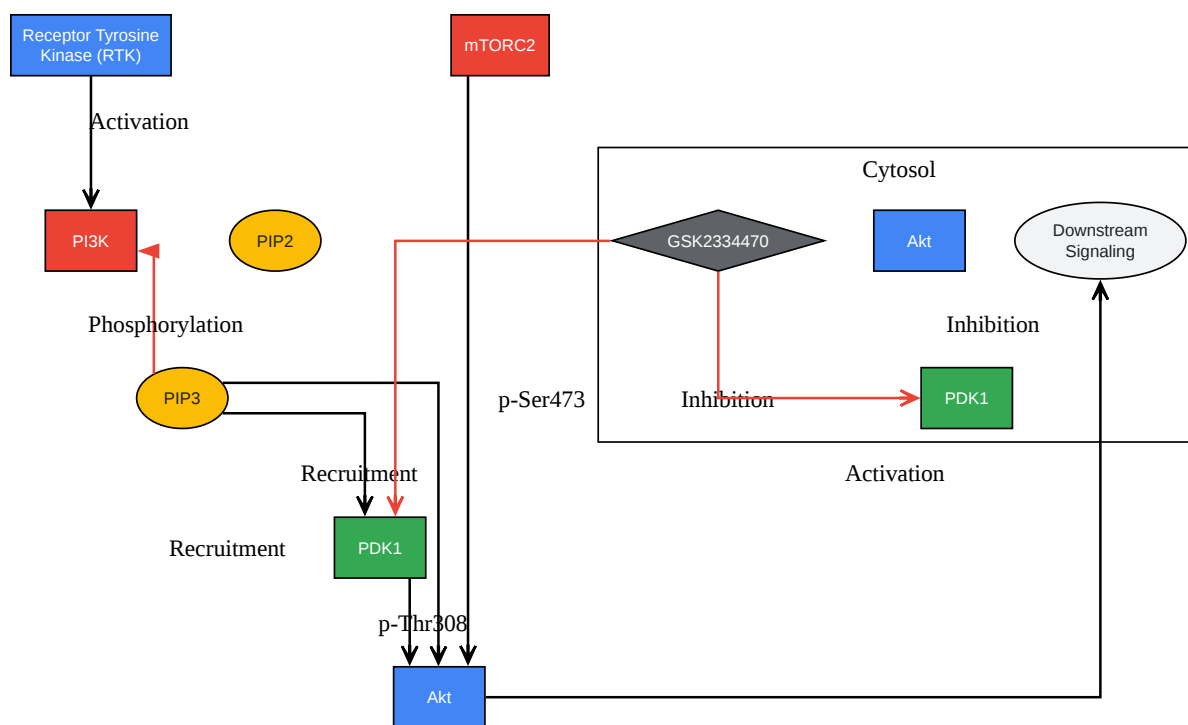 Receptor Tyrosine
Kinase (RTK)
mTORC2
Activation
Cytosol
PI3K
PIP2
GSK2334470
Akt
Downstream
Signaling
Phosphorylation
Inhibition
PIP3
p-Ser473
Inhibition
PDK1
Recruitment
Activation
Recruitment
PDK1
p-Thr308
Akt